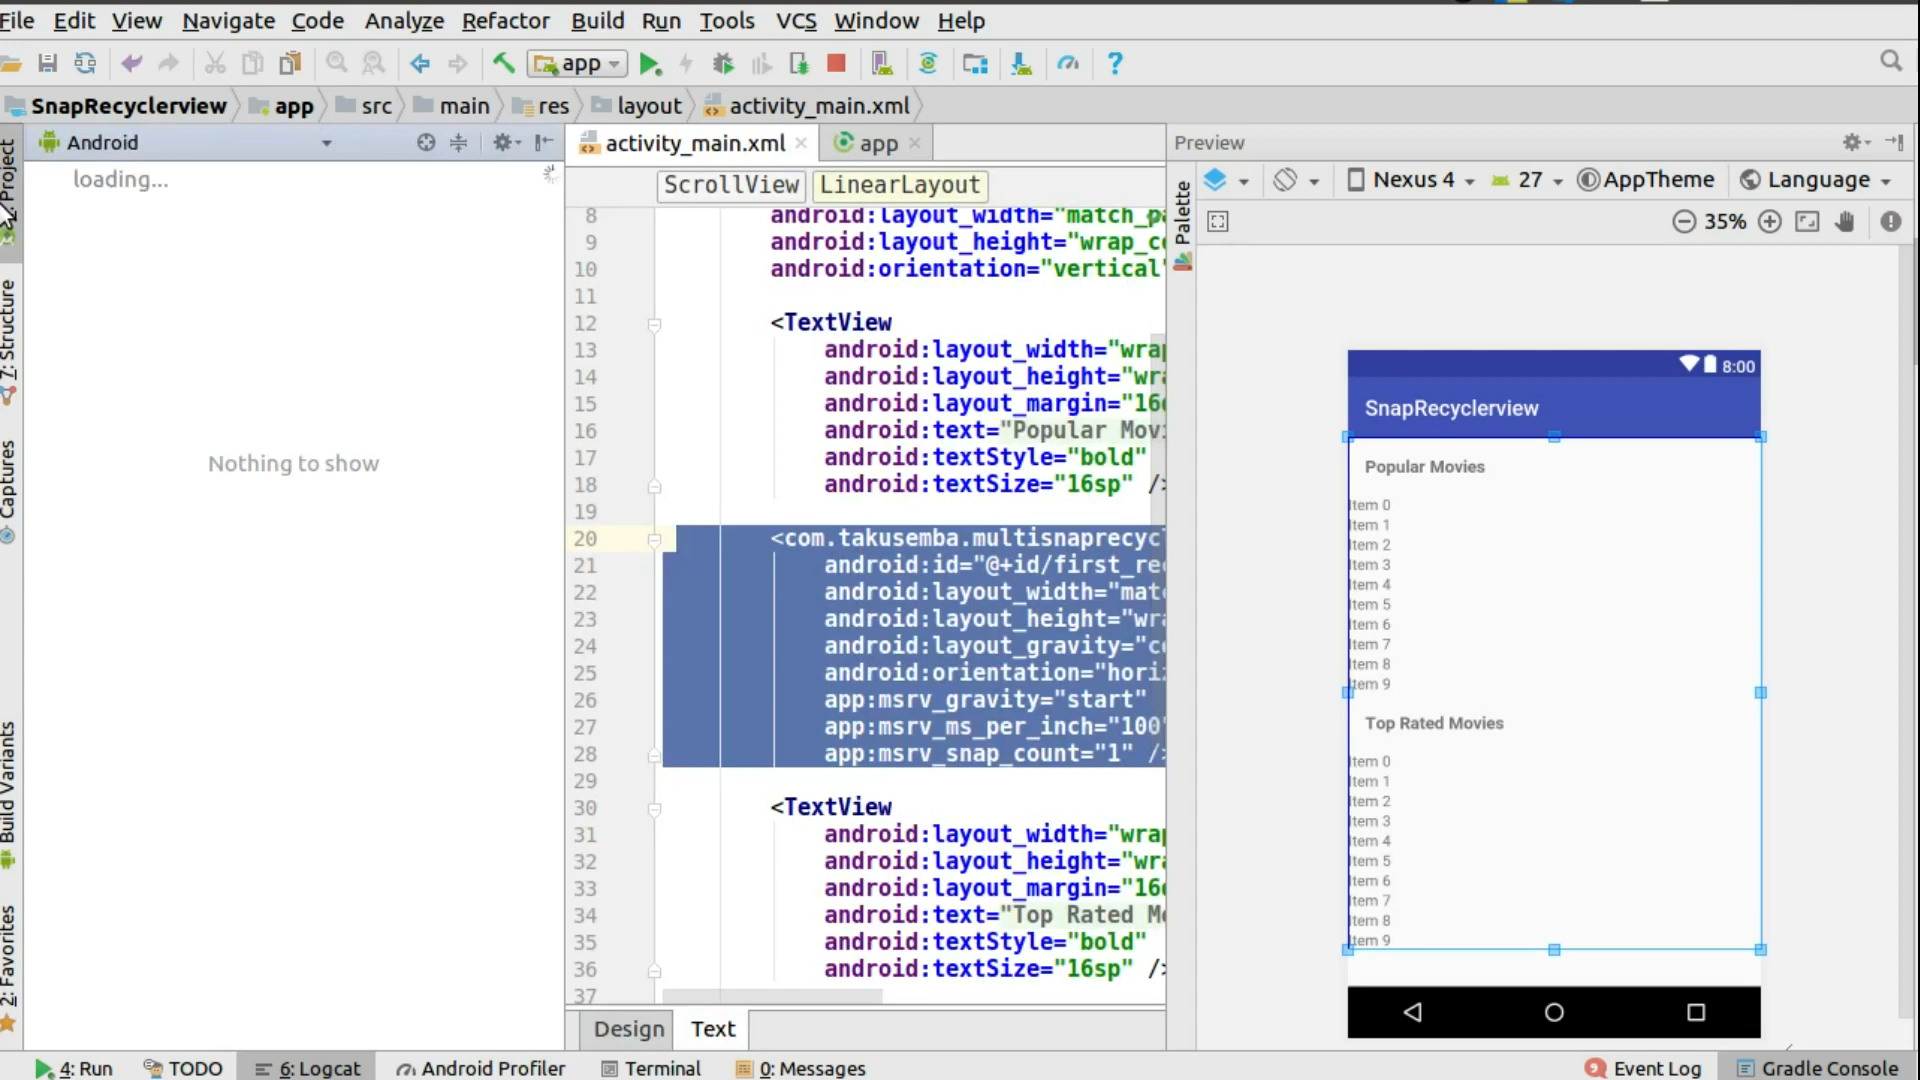 File Edit View Navigate Code Analyze Refactor Build Run Tools VCS Window Help
app
SnapRecyclerview app src main res layout activity_main.xml
Android
loading...
Nothing to show
Project
7: Structure
Captures
Build Variants
2: Favorites
activity_main.xml app
ScrollView LinearLayout
8 android:layout_width="match_pa
9 android:layout_height="wrap_co
10 android:orientation="vertical"
11
12 <TextView
13 android:layout_width="wrap
14 android:layout_height="wra
15 android:layout_margin="16d
16 android:text="Popular Movi
17 android:textStyle="bold"
18 android:textSize="16sp" />
19
20 <com.takusemba.multisnaprecycl
21 android:id="@+id/first_rec
22 android:layout_width="matc
23 android:layout_height="wra
24 android:layout_gravity="ce
25 android:orientation="horiz
26 app:msrv_gravity="start"
27 app:msrv_ms_per_inch="100"
28 app:msrv_snap_count="1" />
29
30 <TextView
31 android:layout_width="wrap
32 android:layout_height="wra
33 android:layout_margin="16d
34 android:text="Top Rated Mo
35 android:textStyle="bold"
36 android:textSize="16sp" />
37
Design Text
Preview
Palette
Nexus 4 27 AppTheme Language
35%
8:00
SnapRecyclerview
Popular Movies
Item 0
Item 1
Item 2
Item 3
Item 4
Item 5
Item 6
Item 7
Item 8
Item 9
Top Rated Movies
Item 0
Item 1
Item 2
Item 3
Item 4
Item 5
Item 6
Item 7
Item 8
Item 9
4: Run TODO 6: Logcat Android Profiler Terminal 0: Messages Event Log Gradle Console